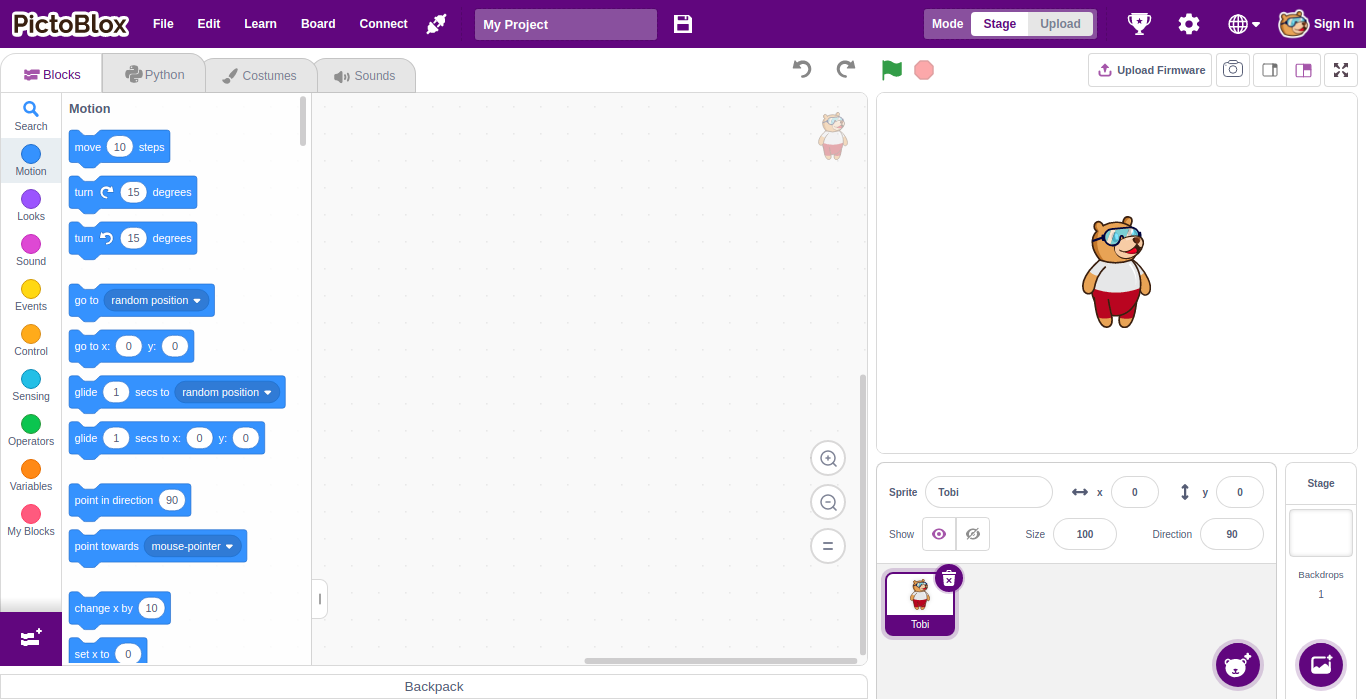 PictoBlox File Edit Learn Board Connect My Project Mode Stage Upload Sign In
Blocks Python Costumes Sounds Upload Firmware
Search
Motion
Looks
Sound
Events
Control
Sensing
Operators
Variables
My Blocks
Motion
move 10 steps
turn 15 degrees
turn 15 degrees
go to random position
go to x: 0 y: 0
glide 1 secs to random position
glide 1 secs to x: 0 y: 0
point in direction 90
point towards mouse-pointer
change x by 10
set x to 0
Backpack
Sprite Tobi x 0 y 0
Show Size 100 Direction 90
Tobi
Stage
Backdrops
1